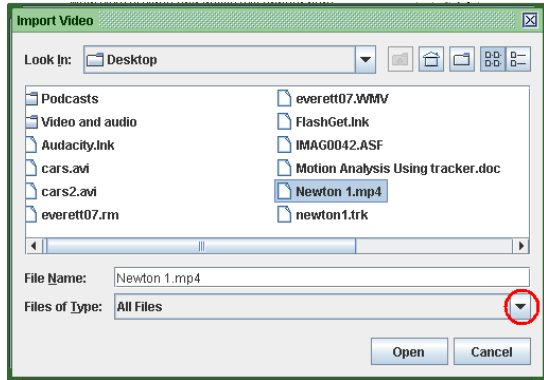 Import Video
Look In: Desktop
Podcasts
Video and audio
Audacity.lnk
cars.avi
cars2.avi
everett07.rm
everett07.WMV
FlashGet.lnk
IMAG0042.ASF
Motion Analysis Using tracker.doc
Newton 1.mp4
newton1.trk
File Name: Newton 1.mp4
Files of Type: All Files
Open Cancel